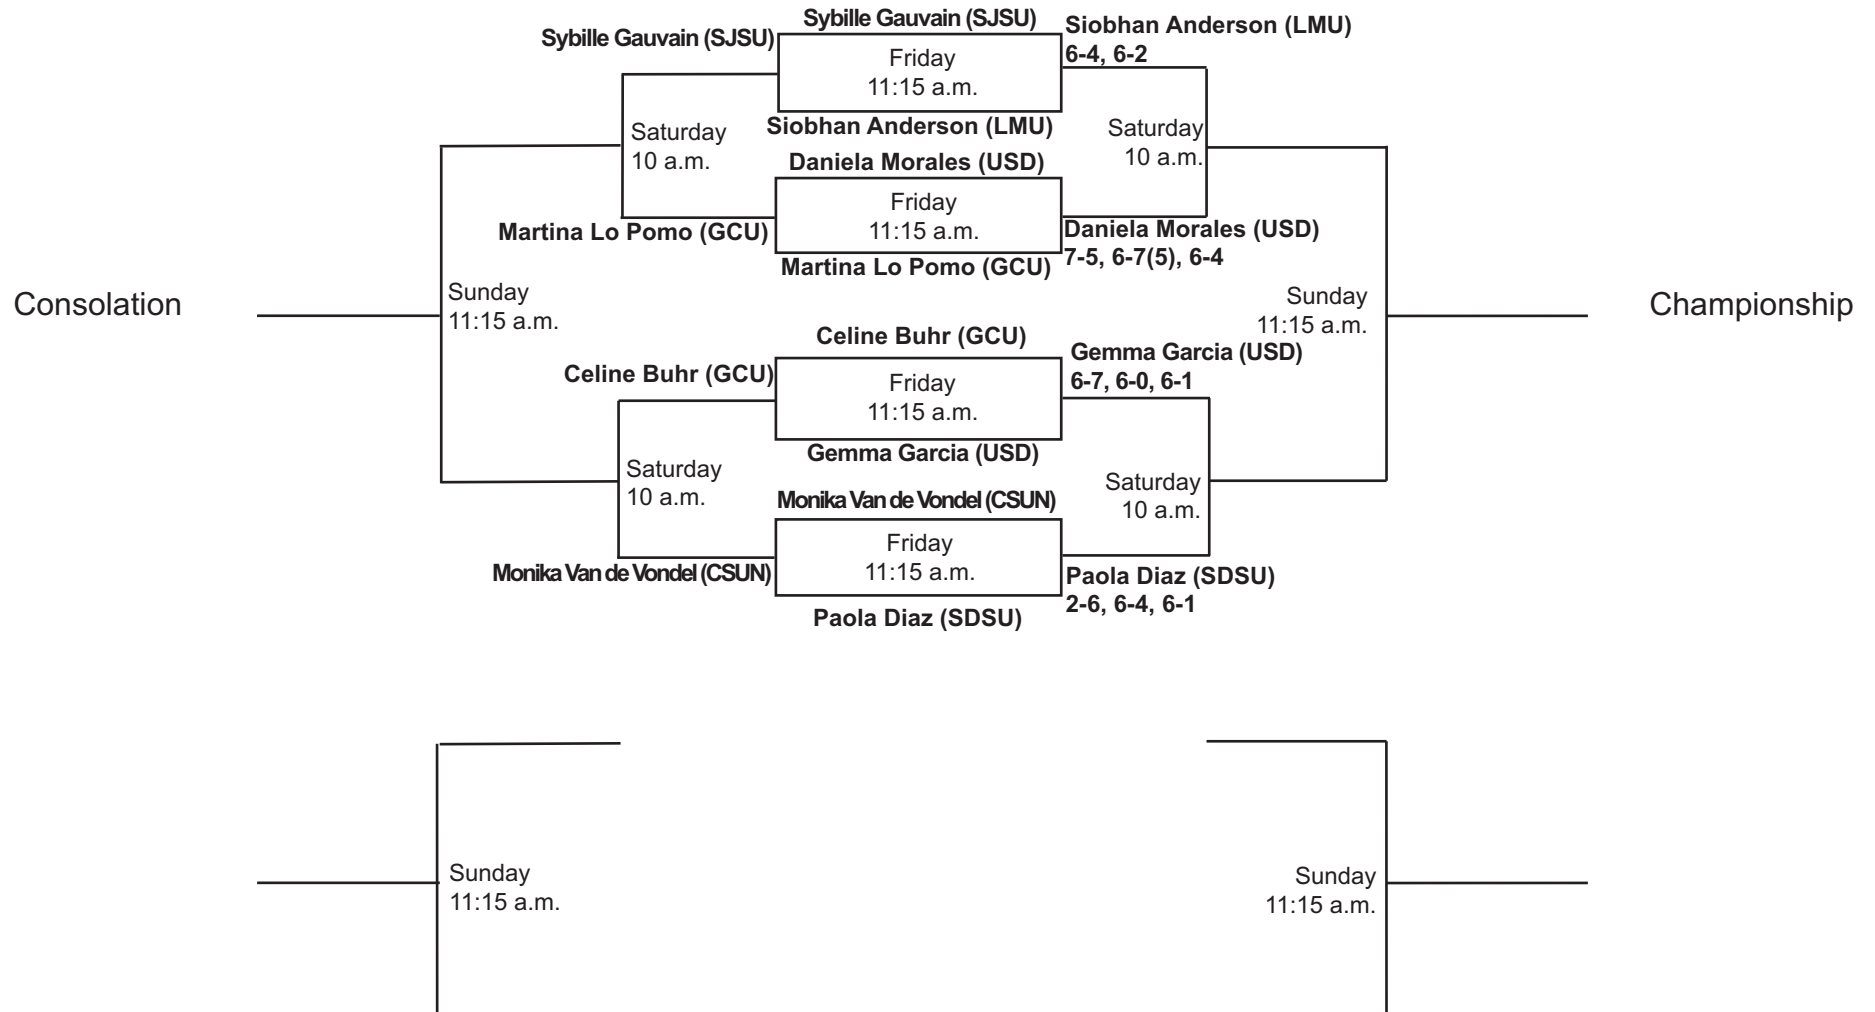 Sybille Gauvain (SJSU)
Siobhan Anderson (LMU)
6-4, 6-2
Sybille Gauvain (SJSU)
Friday
11:15 a.m.
Siobhan Anderson (LMU)
Saturday
10 a.m.
Saturday
10 a.m.
Daniela Morales (USD)
Friday
11:15 a.m.
Martina Lo Pomo (GCU)
Daniela Morales (USD)
7-5, 6-7(5), 6-4
Martina Lo Pomo (GCU)
Consolation
Sunday
11:15 a.m.
Sunday
11:15 a.m.
Championship
Celine Buhr (GCU)
Gemma Garcia (USD)
6-7, 6-0, 6-1
Celine Buhr (GCU)
Friday
11:15 a.m.
Gemma Garcia (USD)
Saturday
10 a.m.
Saturday
10 a.m.
Monika Van de Vondel (CSUN)
Friday
11:15 a.m.
Monika Van de Vondel (CSUN)
Paola Diaz (SDSU)
2-6, 6-4, 6-1
Paola Diaz (SDSU)
Sunday
11:15 a.m.
Sunday
11:15 a.m.